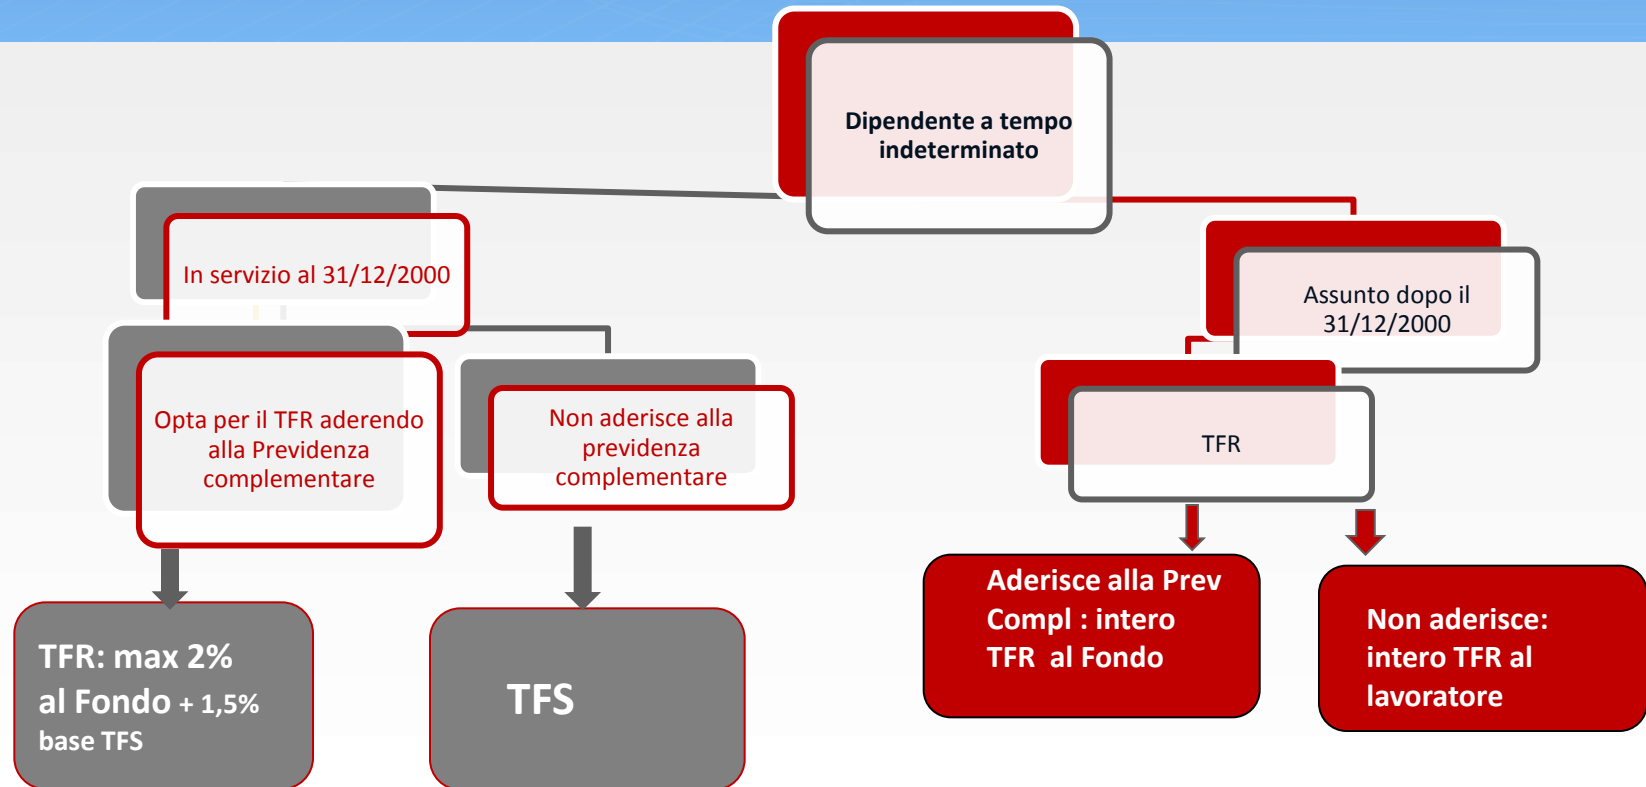 Dipendente a tempo
indeterminato
In servizio al 31/12/2000
Assunto dopo il
31/12/2000
Opta per il TFR aderendo
alla Previdenza
complementare
Non aderisce alla
previdenza
complementare
TFR
TFR: max 2%
al Fondo + 1,5%
base TFS
TFS
Aderisce alla Prev
Compl : intero
TFR al Fondo
Non aderisce:
intero TFR al
lavoratore